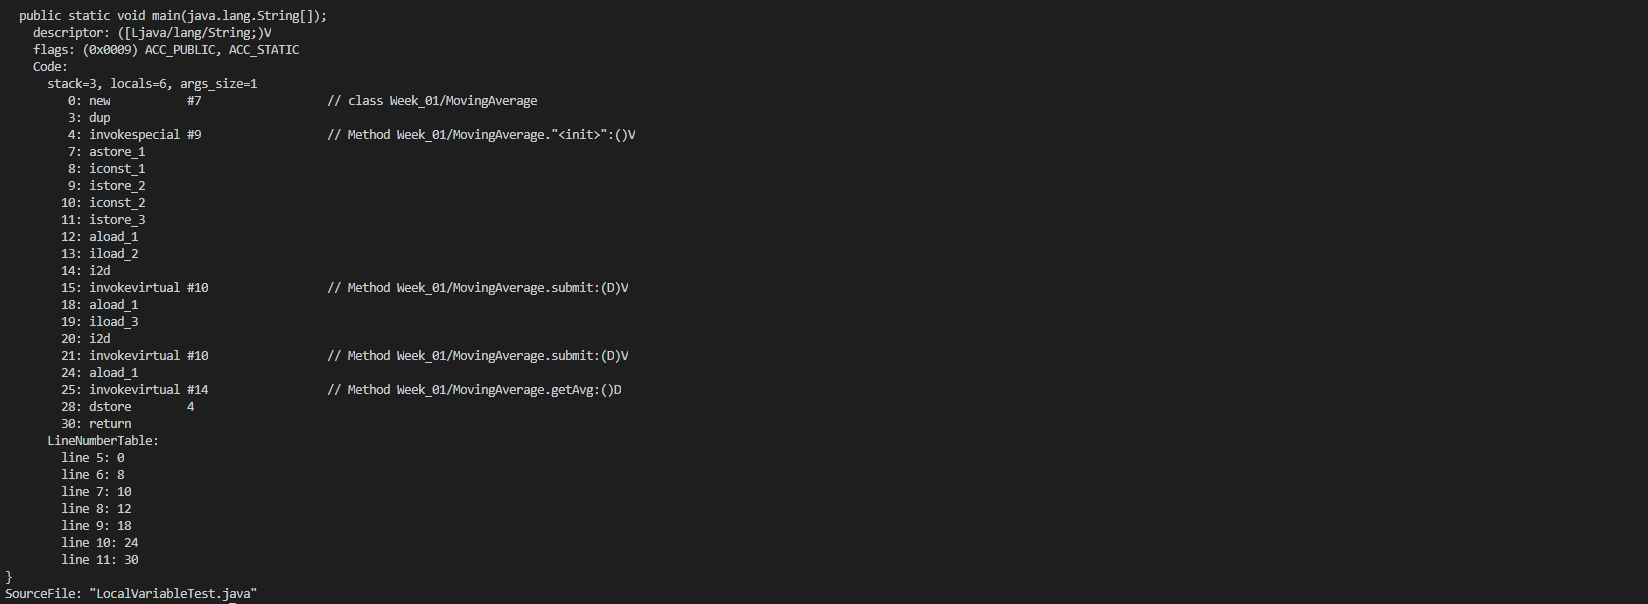 public static void main(java.lang.String[]);
descriptor: ([Ljava/lang/String;)V
flags: (0x0009) ACC_PUBLIC, ACC_STATIC
Code:
stack=3, locals=6, args_size=1
0: new #7 // class Week_01/MovingAverage
3: dup
4: invokespecial #9 // Method Week_01/MovingAverage."<init>":()V
7: astore_1
8: iconst_1
9: istore_2
10: iconst_2
11: istore_3
12: aload_1
13: iload_2
14: i2d
15: invokevirtual #10 // Method Week_01/MovingAverage.submit:(D)V
18: aload_1
19: iload_3
20: i2d
21: invokevirtual #10 // Method Week_01/MovingAverage.submit:(D)V
24: aload_1
25: invokevirtual #14 // Method Week_01/MovingAverage.getAvg:()D
28: dstore 4
30: return
LineNumberTable:
line 5: 0
line 6: 8
line 7: 10
line 8: 12
line 9: 18
line 10: 24
line 11: 30
}
SourceFile: "LocalVariableTest.java"